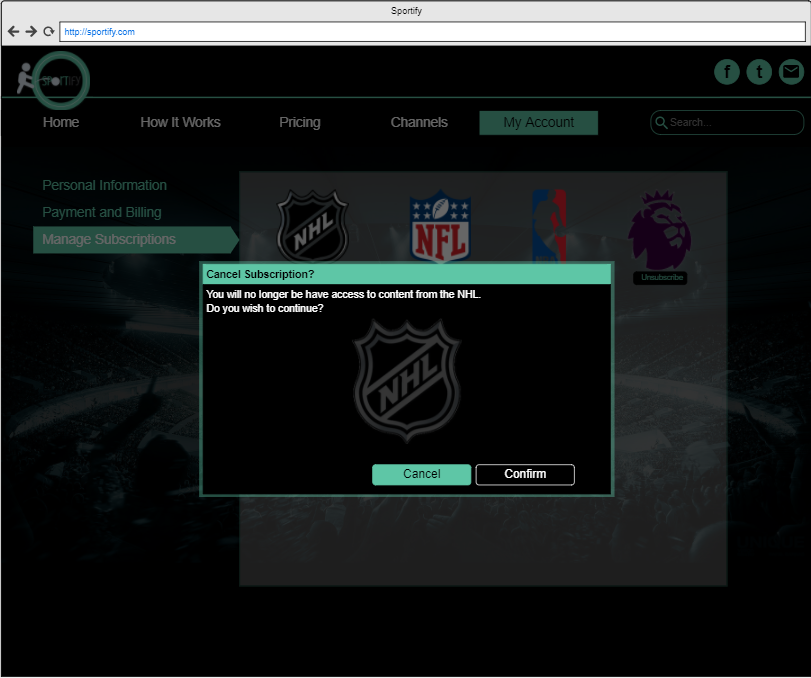 Sportify
http://sportify.com
SPORTIFY
f t
Home How It Works Pricing Channels My Account Search...
Personal Information
Payment and Billing
Manage Subscriptions
NHL NFL
Unsubscribe
Cancel Subscription?
You will no longer be have access to content from the NHL.
Do you wish to continue?
NHL
Cancel Confirm